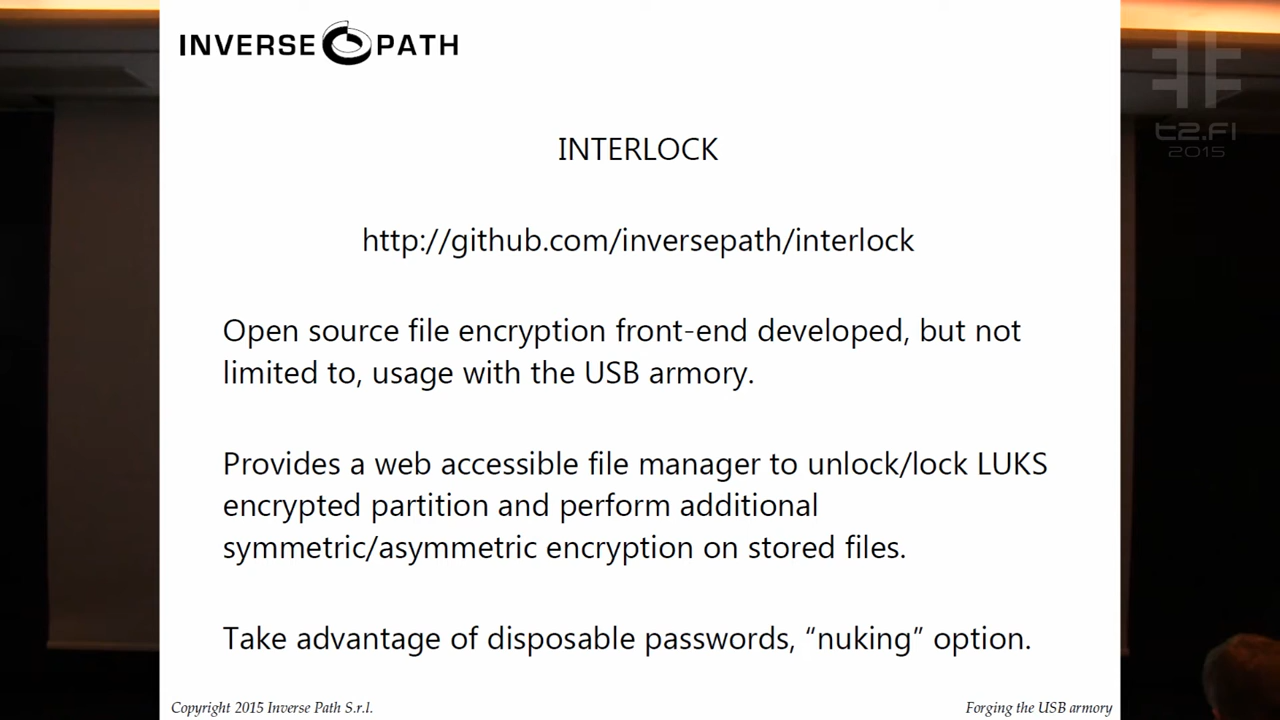 INVERSE PATH
INTERLOCK
http://github.com/inversepath/interlock
Open source file encryption front-end developed, but not
limited to, usage with the USB armory.
Provides a web accessible file manager to unlock/lock LUKS
encrypted partition and perform additional
symmetric/asymmetric encryption on stored files.
Take advantage of disposable passwords, “nuking” option.
Copyright 2015 Inverse Path S.r.l.
Forging the USB armory
t2.FI
2015